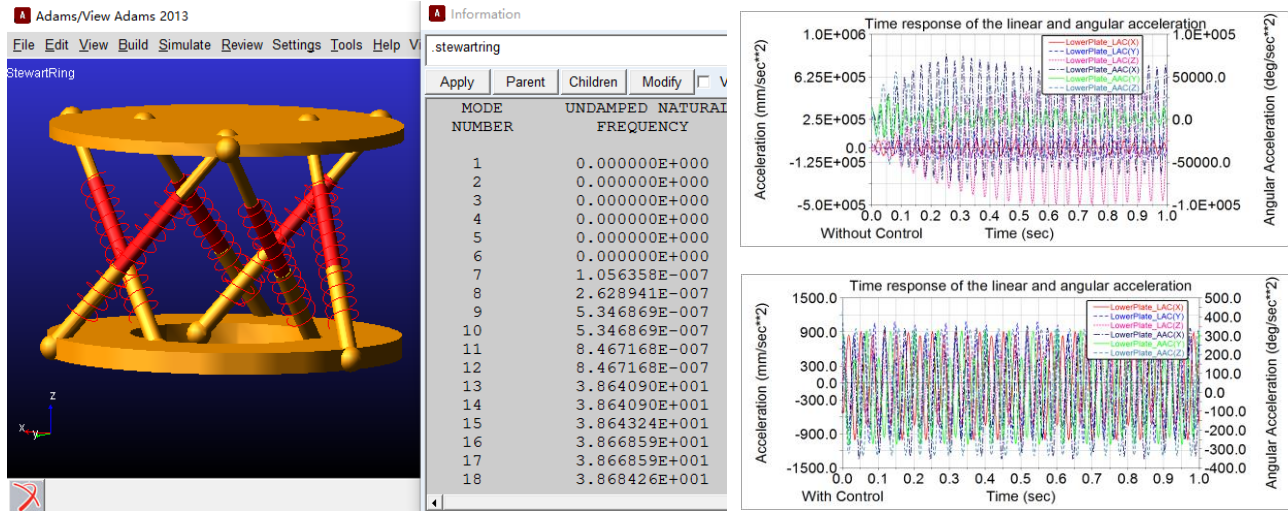 Adams/View Adams 2013
File Edit View Build Simulate Review Settings Tools Help Vi
StewartRing
z
x
y
Information
.stewartring
Apply Parent Children Modify V
MODE UNDAMPED NATURAL
NUMBER FREQUENCY
1 0.000000E+000
2 0.000000E+000
3 0.000000E+000
4 0.000000E+000
5 0.000000E+000
6 0.000000E+000
7 1.056358E-007
8 2.628941E-007
9 5.346869E-007
10 5.346869E-007
11 8.467168E-007
12 8.467168E-007
13 3.864090E+001
14 3.864090E+001
15 3.864324E+001
16 3.866859E+001
17 3.866859E+001
18 3.868426E+001
Time response of the linear and angular acceleration
Acceleration (mm/sec**2)
1.0E+006
6.25E+005
2.5E+005
0.0
-1.25E+005
-5.0E+005
LowerPlate_LAC(X)
LowerPlate_LAC(Y)
LowerPlate_LAC(Z)
LowerPlate_AAC(X)
LowerPlate_AAC(Y)
LowerPlate_AAC(Z)
1.0E+005
50000.0
0.0
-50000.0
-1.0E+005
Angular Acceleration (deg/sec**2)
0.0 0.1 0.2 0.3 0.4 0.5 0.6 0.7 0.8 0.9 1.0
Without Control Time (sec)
Time response of the linear and angular acceleration
Acceleration (mm/sec**2)
1500.0
900.0
300.0
0.0
-300.0
-900.0
-1500.0
LowerPlate_LAC(X)
LowerPlate_LAC(Y)
LowerPlate_LAC(Z)
LowerPlate_AAC(X)
LowerPlate_AAC(Y)
LowerPlate_AAC(Z)
500.0
400.0
300.0
200.0
100.0
0.0
-100.0
-200.0
-300.0
-400.0
Angular Acceleration (deg/sec**2)
0.0 0.1 0.2 0.3 0.4 0.5 0.6 0.7 0.8 0.9 1.0
With Control Time (sec)